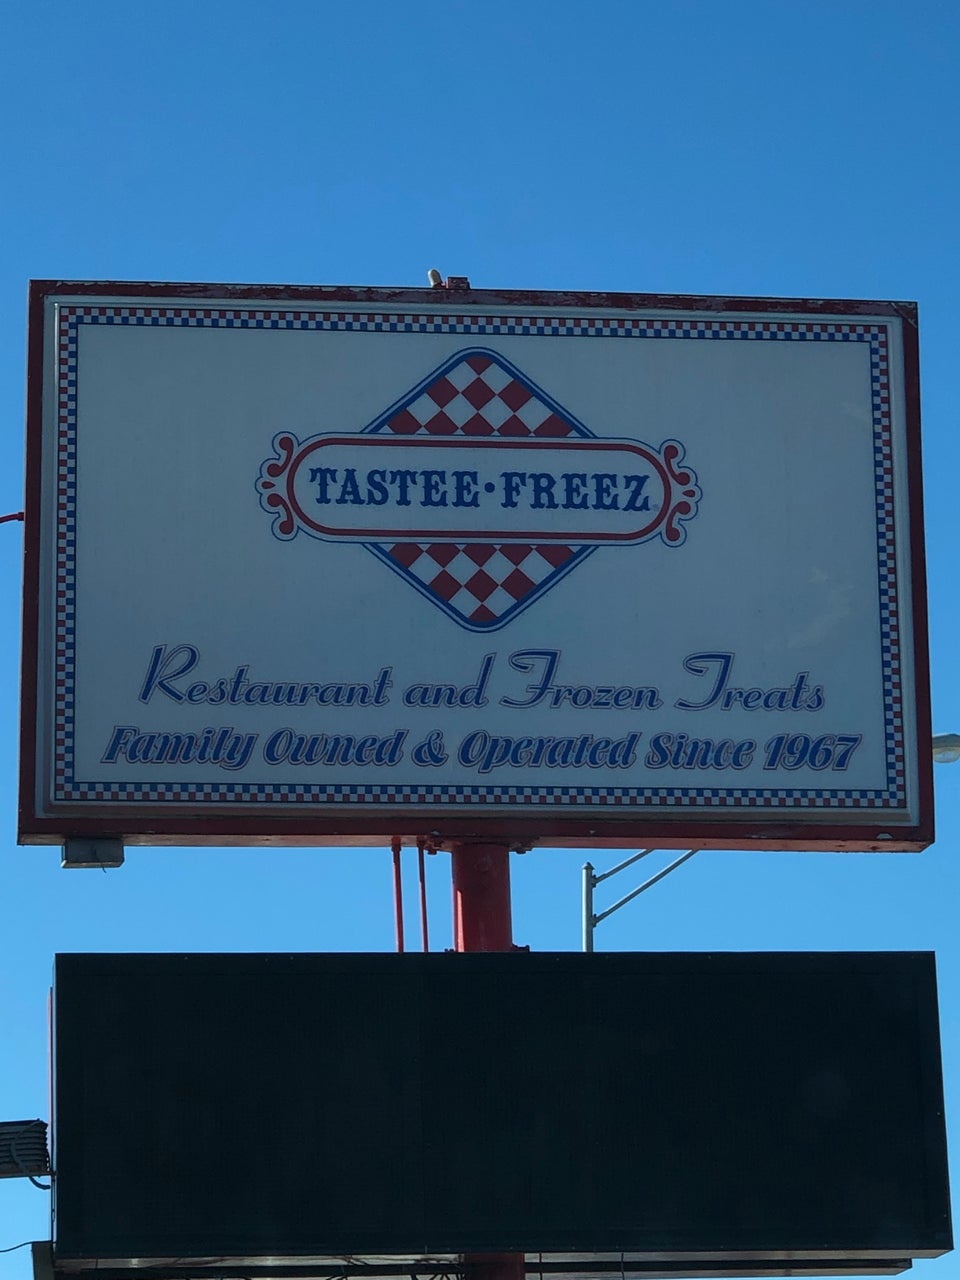 TASTEE·FREEZ
Restaurant and Frozen Treats
Family Owned & Operated Since 1967